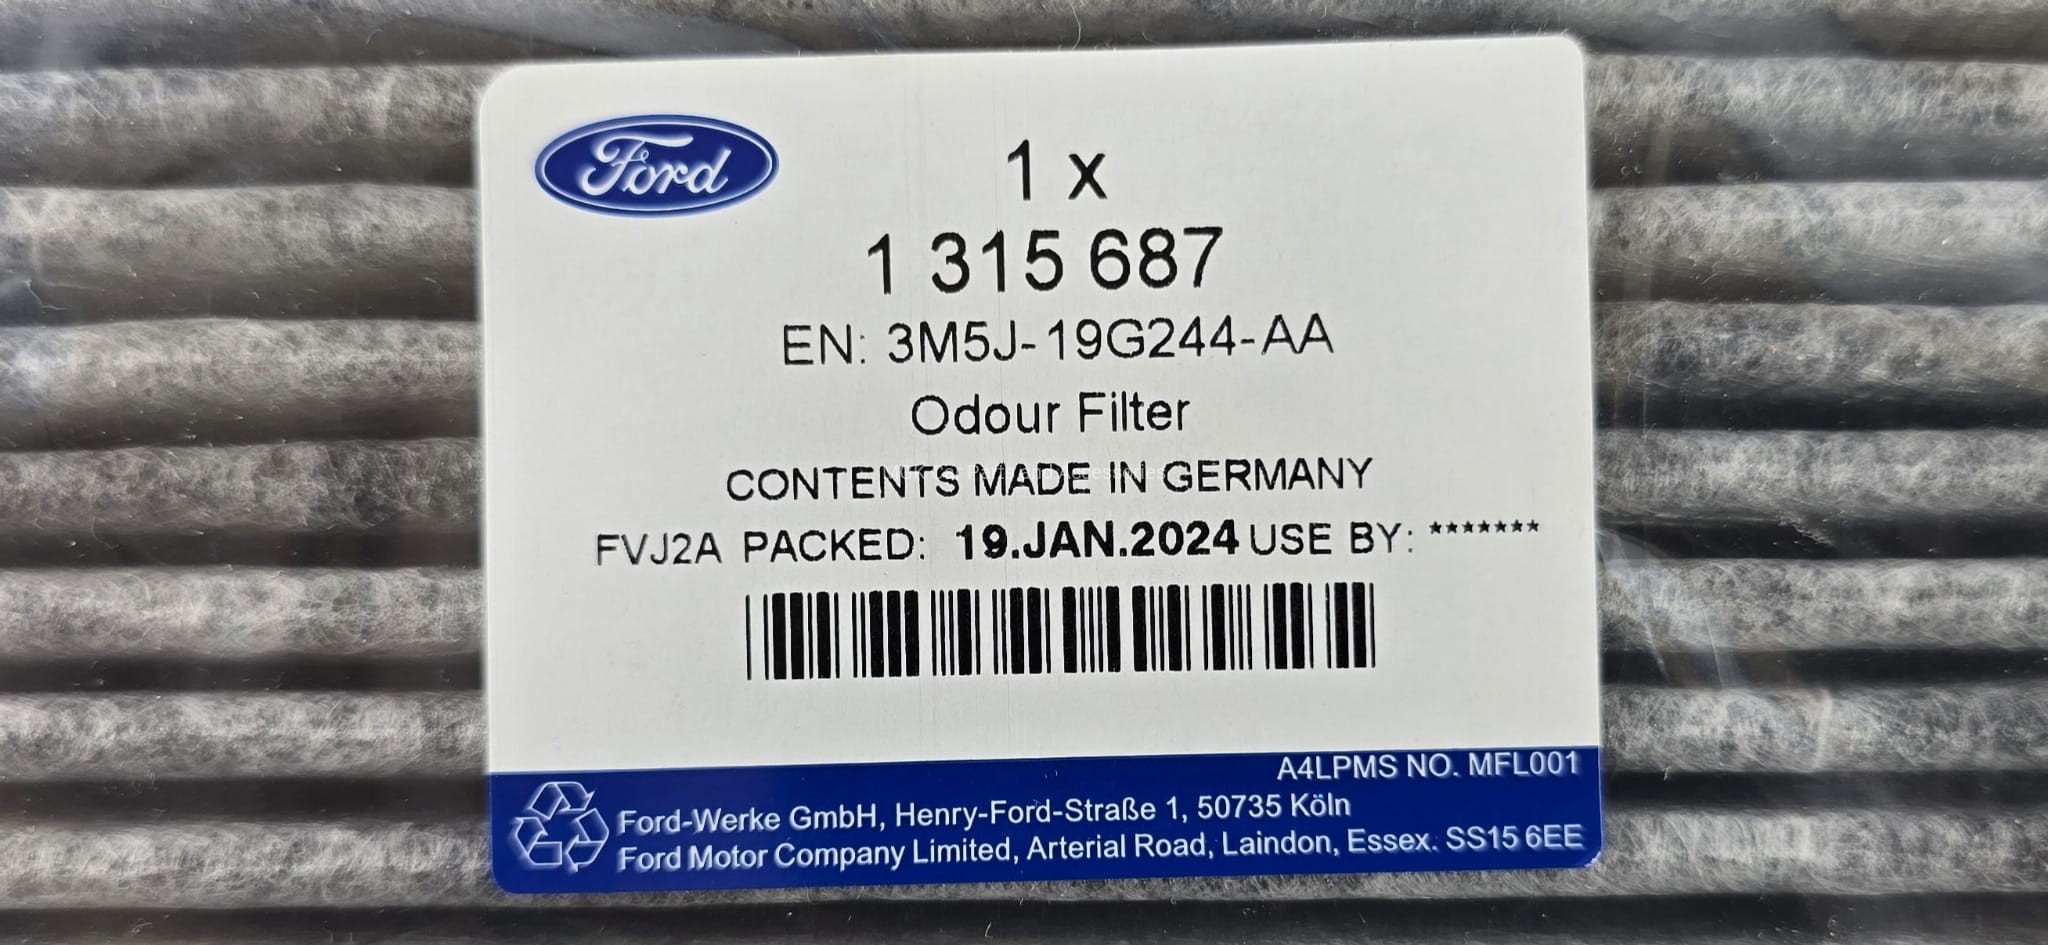 Ford
1 x
1 315 687
EN: 3M5J-19G244-AA
Odour Filter
CONTENTS MADE IN GERMANY
FVJ2A PACKED: 19.JAN.2024 USE BY: *******
A4LPMS NO. MFL001
Ford-Werke GmbH, Henry-Ford-Straße 1, 50735 Köln
Ford Motor Company Limited, Arterial Road, Laindon, Essex. SS15 6EE